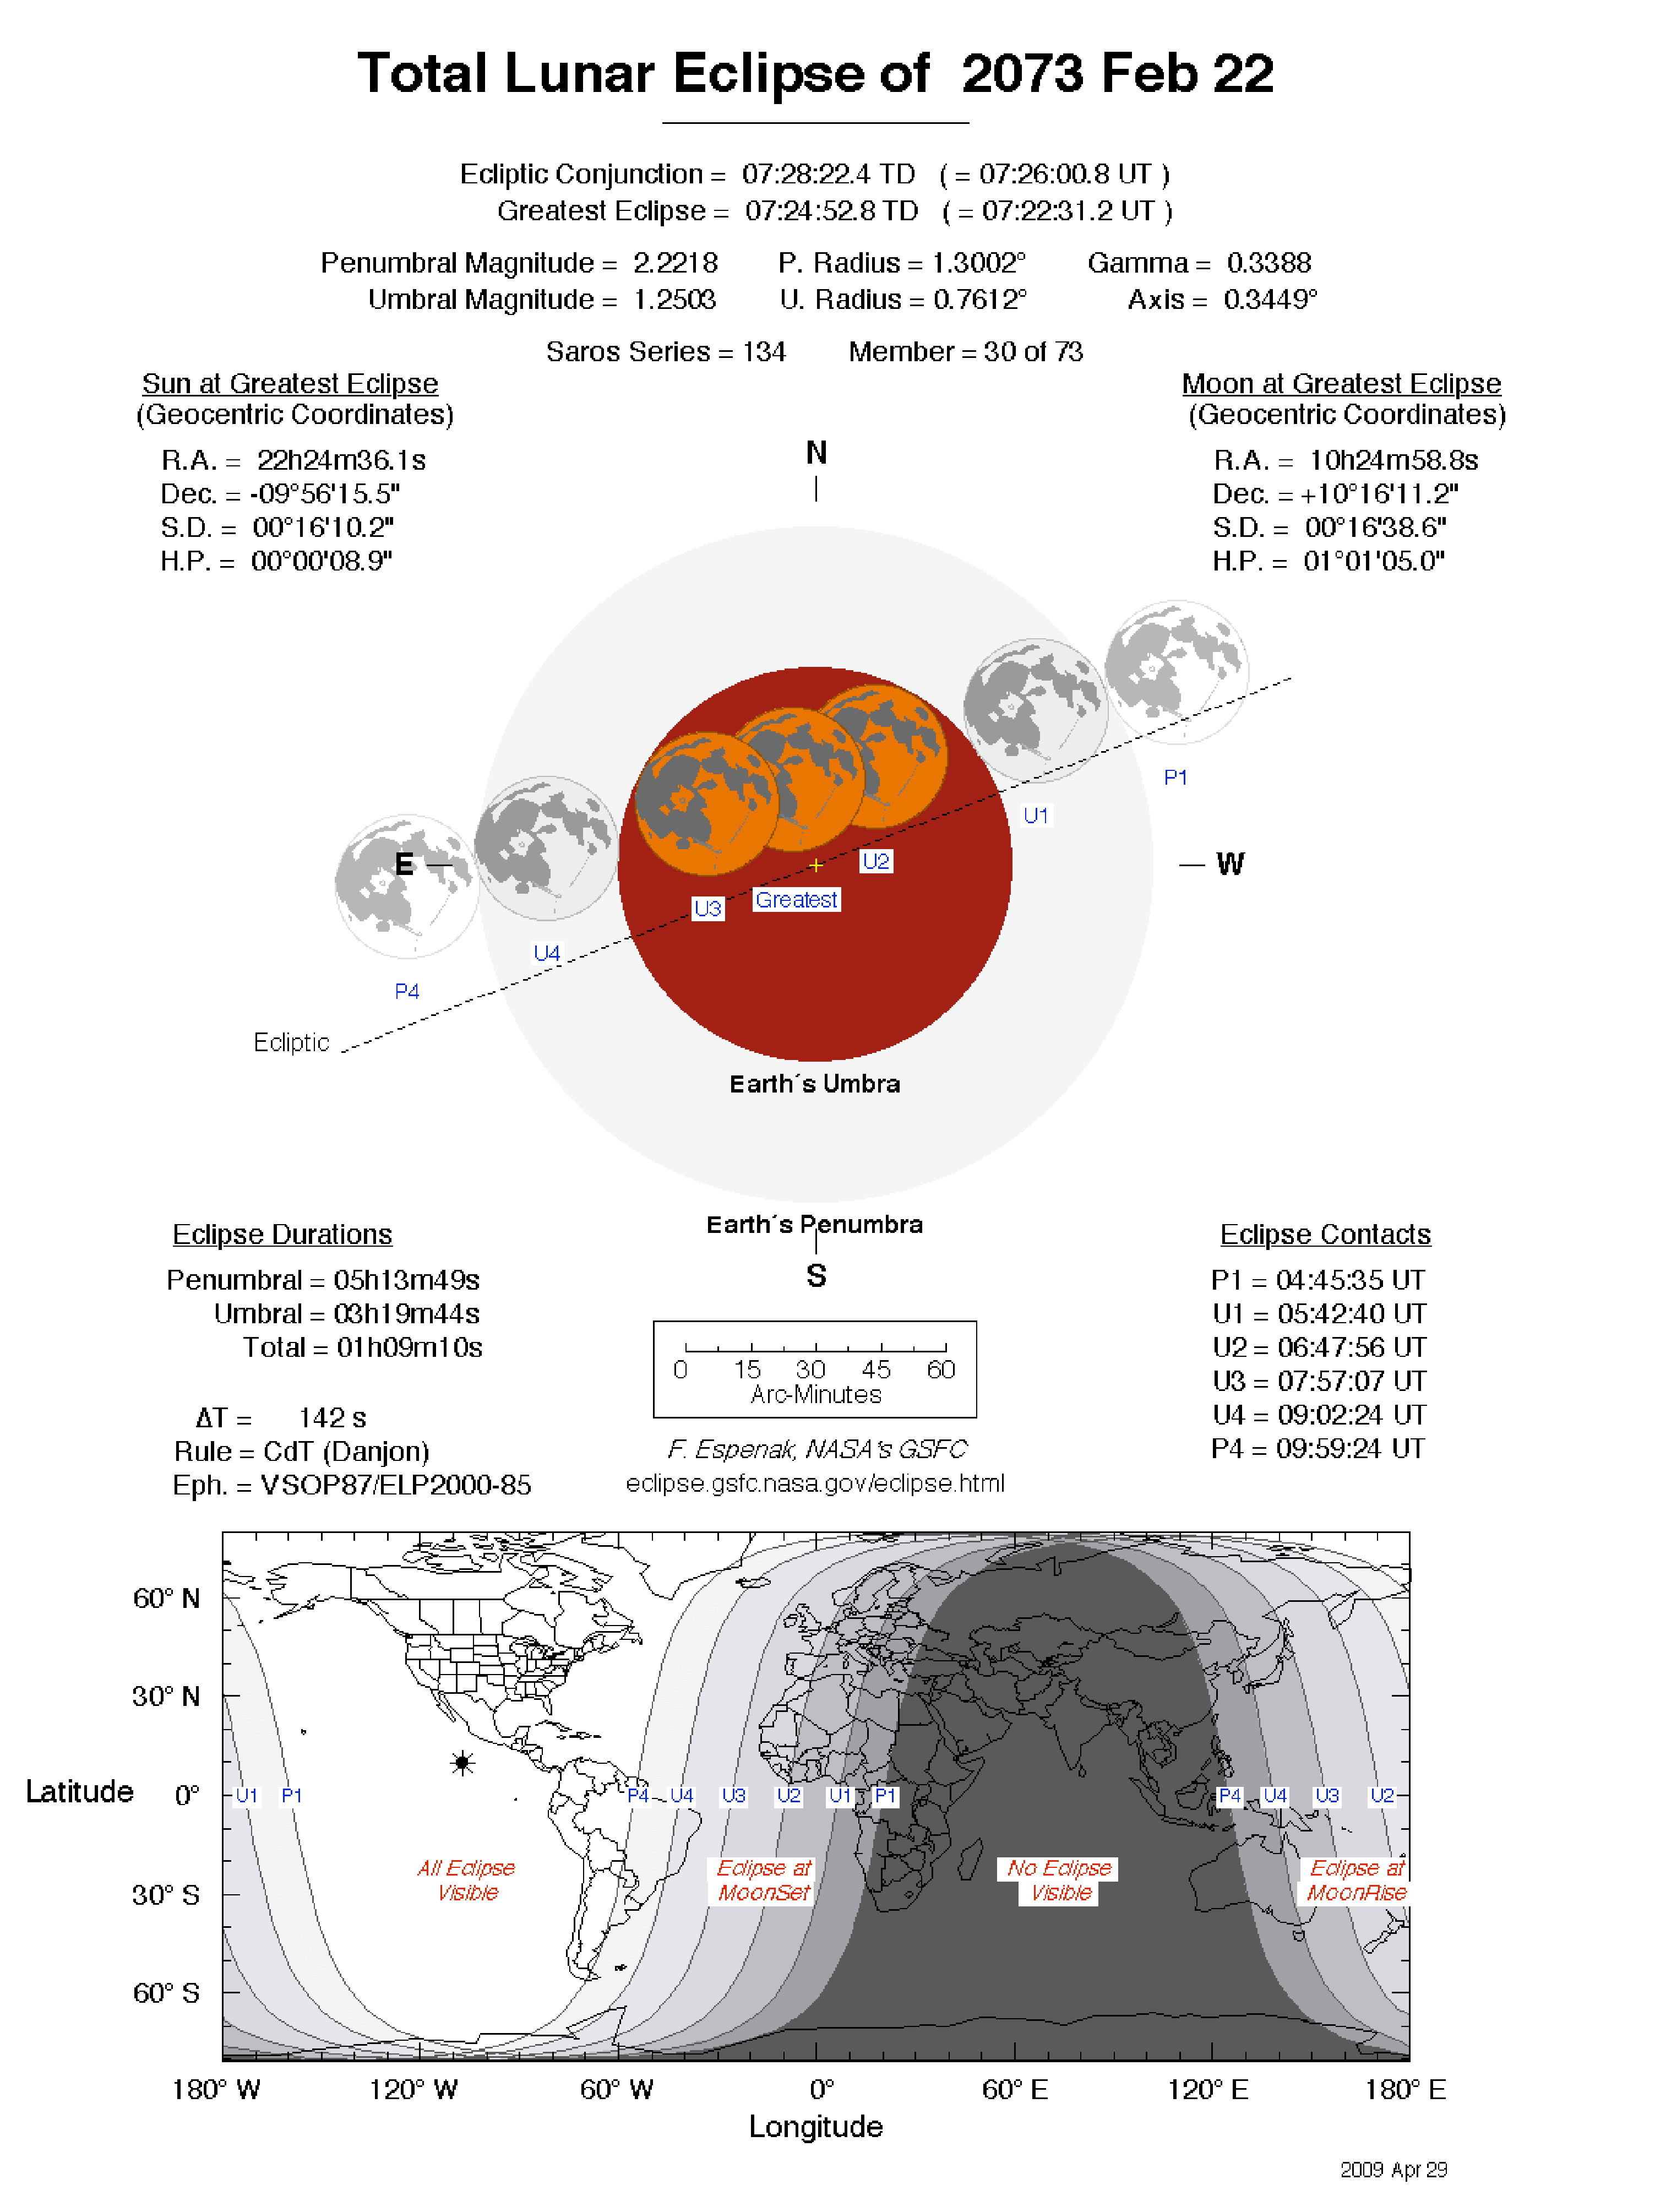 Total Lunar Eclipse of 2073 Feb 22
Ecliptic Conjunction = 07:28:22.4 TD ( = 07:26:00.8 UT )
Greatest Eclipse = 07:24:52.8 TD ( = 07:22:31.2 UT )
Penumbral Magnitude = 2.2218 P. Radius = 1.3002° Gamma = 0.3388
Umbral Magnitude = 1.2503 U. Radius = 0.7612° Axis = 0.3449°
Saros Series = 134 Member = 30 of 73
Sun at Greatest Eclipse
(Geocentric Coordinates)
R.A. = 22h24m36.1s
Dec. = -09°56'15.5"
S.D. = 00°16'10.2"
H.P. = 00°00'08.9"
Moon at Greatest Eclipse
(Geocentric Coordinates)
R.A. = 10h24m58.8s
Dec. = +10°16'11.2"
S.D. = 00°16'38.6"
H.P. = 01°01'05.0"
N
P1
U1
E
W
U2
Greatest
U3
U4
P4
Ecliptic
Earth´s Umbra
Earth´s Penumbra
S
Eclipse Durations
Penumbral = 05h13m49s
Umbral = 03h19m44s
Total = 01h09m10s
ΔT = 142 s
Rule = CdT (Danjon)
Eph. = VSOP87/ELP2000-85
0 15 30 45 60
Arc-Minutes
F. Espenak, NASA's GSFC
eclipse.gsfc.nasa.gov/eclipse.html
Eclipse Contacts
P1 = 04:45:35 UT
U1 = 05:42:40 UT
U2 = 06:47:56 UT
U3 = 07:57:07 UT
U4 = 09:02:24 UT
P4 = 09:59:24 UT
60° N
30° N
Latitude 0°
30° S
60° S
U1 P1 P4 U4 U3 U2 U1 P1 P4 U4 U3 U2
All Eclipse
Visible
Eclipse at
MoonSet
No Eclipse
Visible
Eclipse at
MoonRise
180° W 120° W 60° W 0° 60° E 120° E 180° E
Longitude
2009 Apr 29